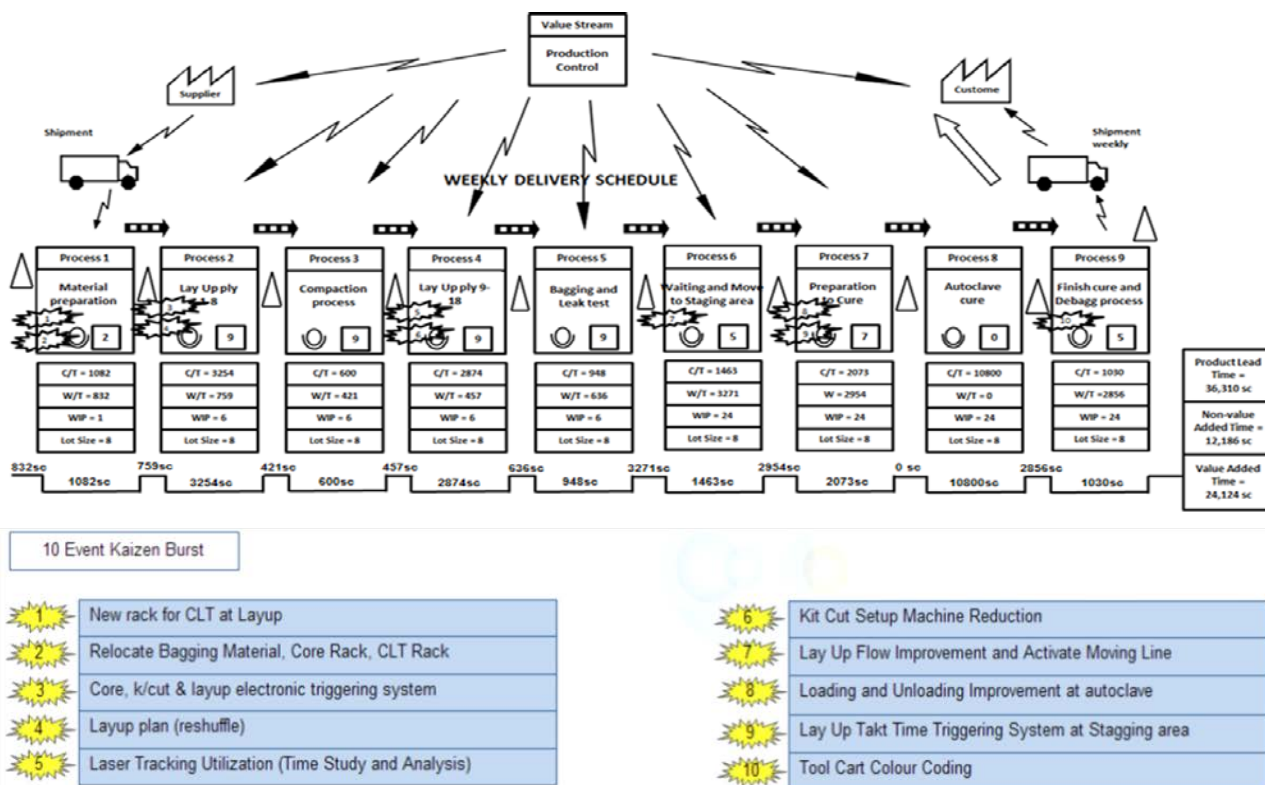 Value Stream
Production
Control
Supplier
Custome
Shipment
Shipment
weekly
WEEKLY DELIVERY SCHEDULE
Process 1
Material
preparation
1
2
2
C/T = 1082
W/T = 832
WIP = 1
Lot Size = 8
Process 2
Lay Up ply
-8
3
4
9
C/T = 3254
W/T = 759
WIP = 6
Lot Size = 8
Process 3
Compaction
process
9
C/T = 600
W/T = 421
WIP = 6
Lot Size = 8
Process 4
Lay Up ply 9-
18
5
6
9
C/T = 2874
W/T = 457
WIP = 6
Lot Size = 8
Process 5
Bagging and
Leak test
9
C/T = 948
W/T = 636
WIP = 6
Lot Size = 8
Process 6
Waiting and Move
to Staging area
7
5
C/T = 1463
W/T = 3271
WIP = 24
Lot Size = 8
Process 7
Preparation
to Cure
8
9
7
C/T = 2073
W = 2954
WIP = 24
Lot Size = 8
Process 8
Autoclave
cure
0
C/T = 10800
W/T = 0
WIP = 24
Lot Size = 8
Process 9
Finish cure and
Debagg process
10
5
C/T = 1030
W/T =2856
WIP = 24
Lot Size = 8
Product Lead
Time =
36,310 sc
Non-value
Added Time =
12,186 sc
Value Added
Time =
24,124 sc
832sc 759sc 421sc 457sc 636sc 3271sc 2954sc 0 sc 2856sc
1082sc 3254sc 600sc 2874sc 948sc 1463sc 2073sc 10800sc 1030sc
10 Event Kaizen Burst
1 New rack for CLT at Layup
2 Relocate Bagging Material, Core Rack, CLT Rack
3 Core, k/cut & layup electronic triggering system
4 Layup plan (reshuffle)
5 Laser Tracking Utilization (Time Study and Analysis)
6 Kit Cut Setup Machine Reduction
7 Lay Up Flow Improvement and Activate Moving Line
8 Loading and Unloading Improvement at autoclave
9 Lay Up Takt Time Triggering System at Stagging area
10 Tool Cart Colour Coding